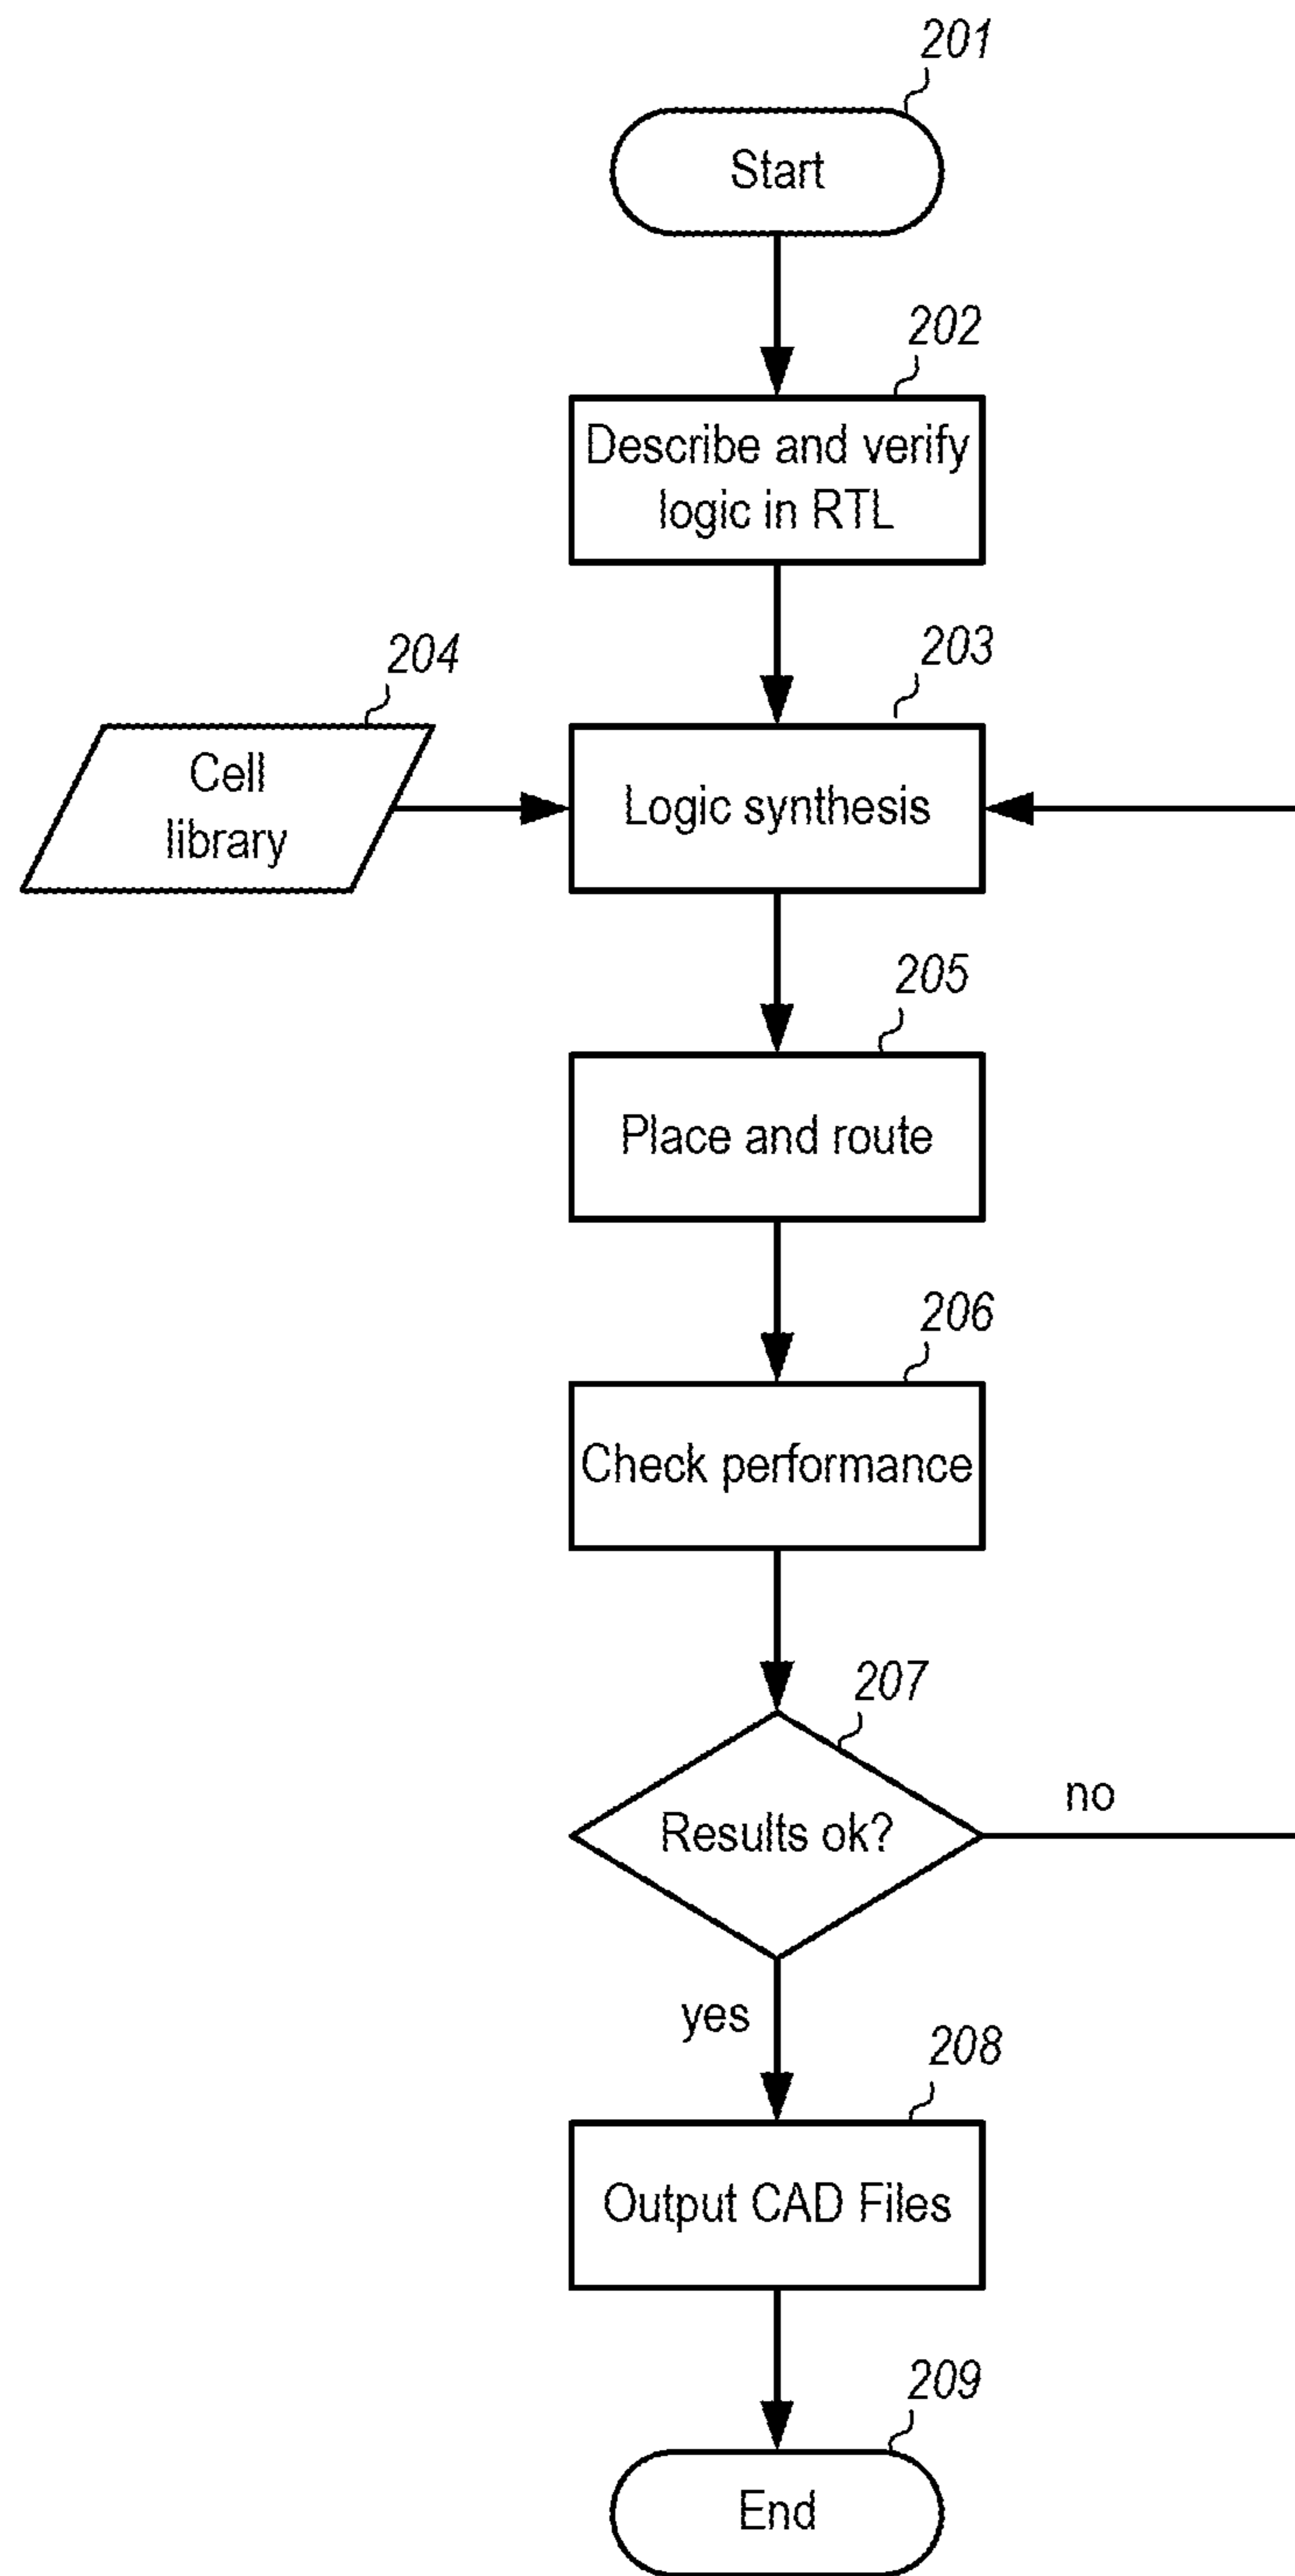 201
Start
202
Describe and verify
logic in RTL
204
203
Cell
library
Logic synthesis
205
Place and route
206
Check performance
207
Results ok?
no
yes
208
Output CAD Files
209
End